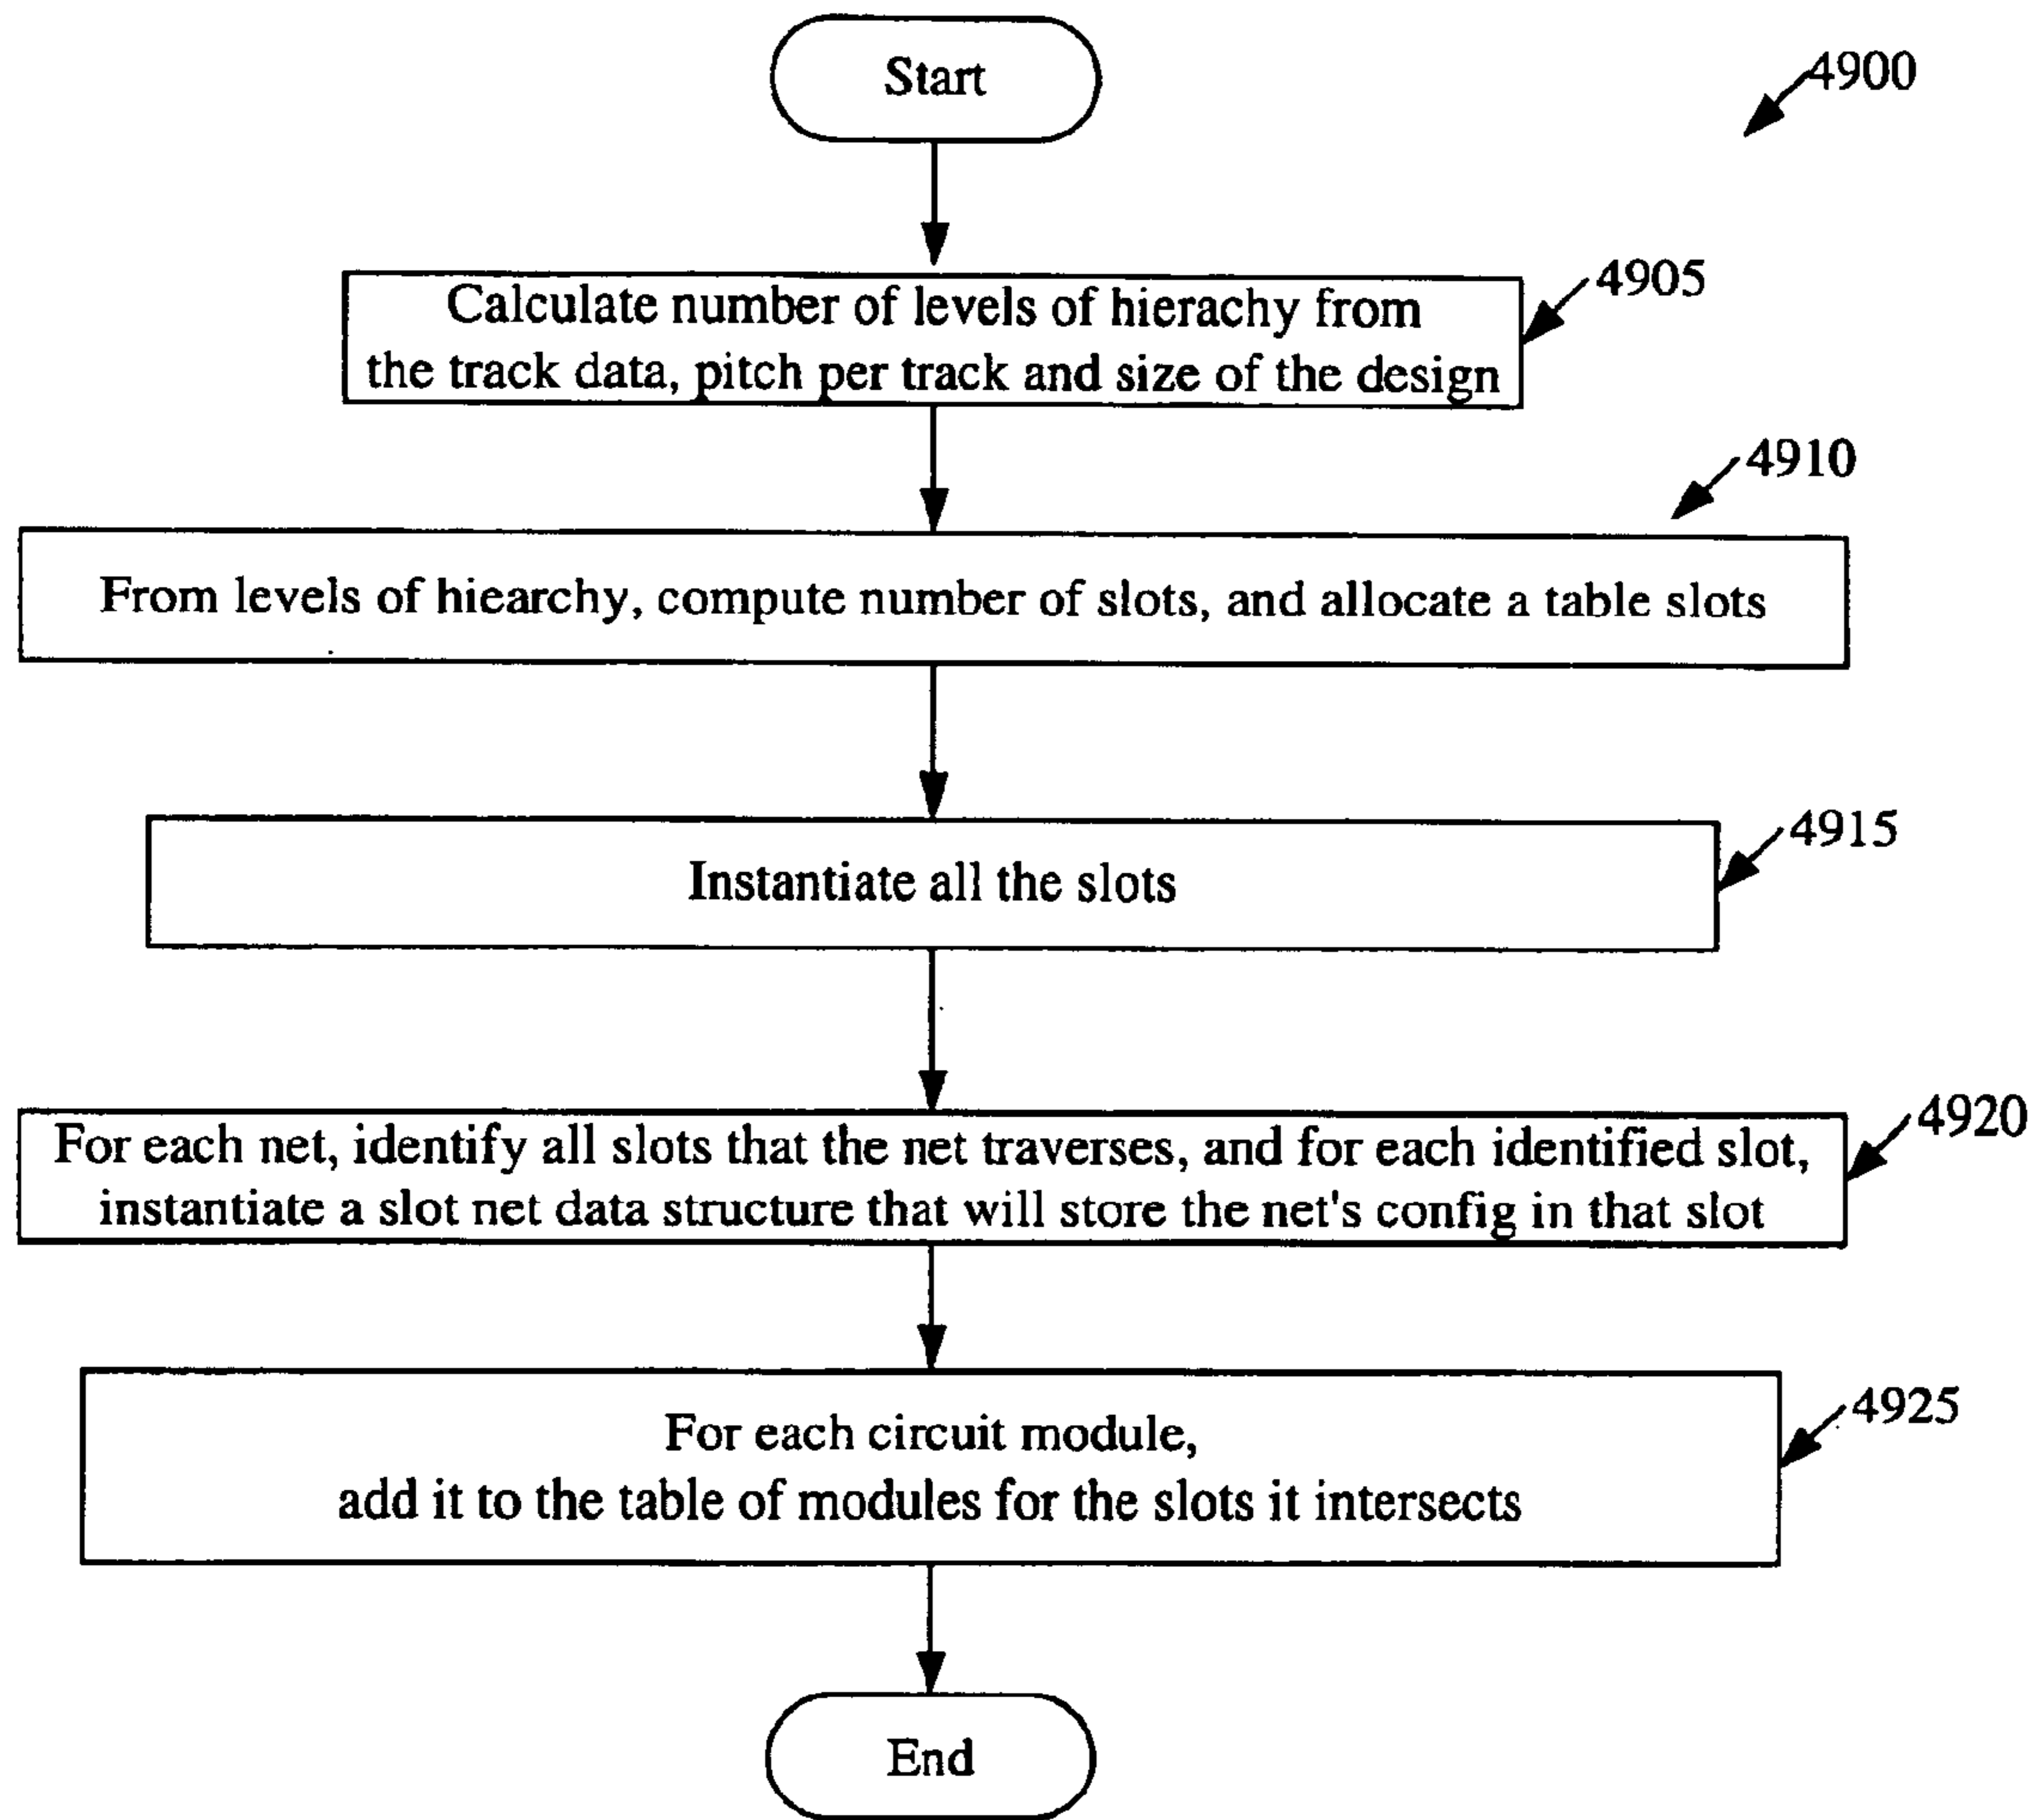 Start
4900
4905
Calculate number of levels of hierachy from
the track data, pitch per track and size of the design
4910
From levels of hiearchy, compute number of slots, and allocate a table slots
4915
Instantiate all the slots
4920
For each net, identify all slots that the net traverses, and for each identified slot,
instantiate a slot net data structure that will store the net's config in that slot
4925
For each circuit module,
add it to the table of modules for the slots it intersects
End